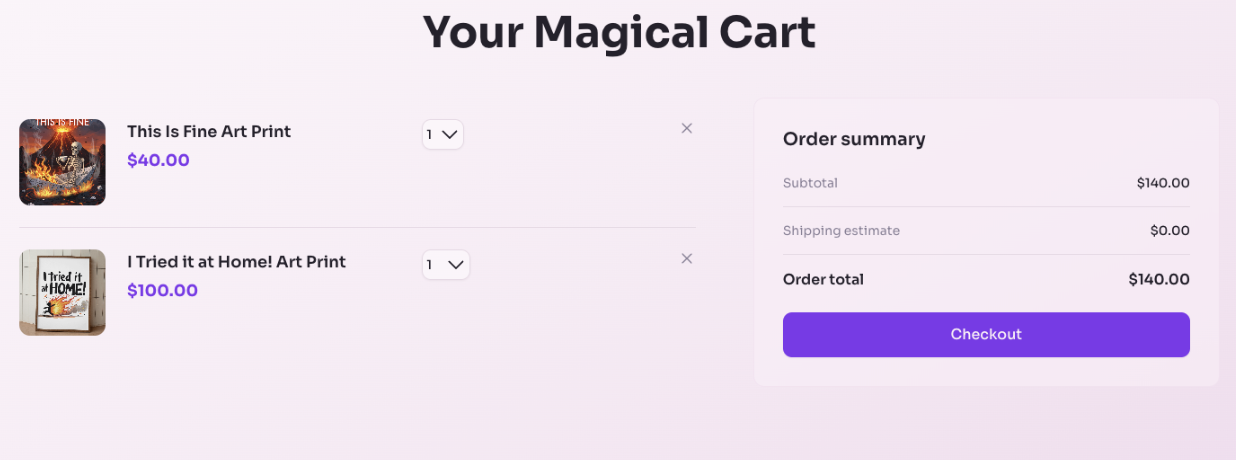 Your Magical Cart
THIS IS FINE
This Is Fine Art Print
1
$40.00
I Tried it at Home! Art Print
1
$100.00
I tried it
at HOME!
Order summary
Subtotal $140.00
Shipping estimate $0.00
Order total $140.00
Checkout